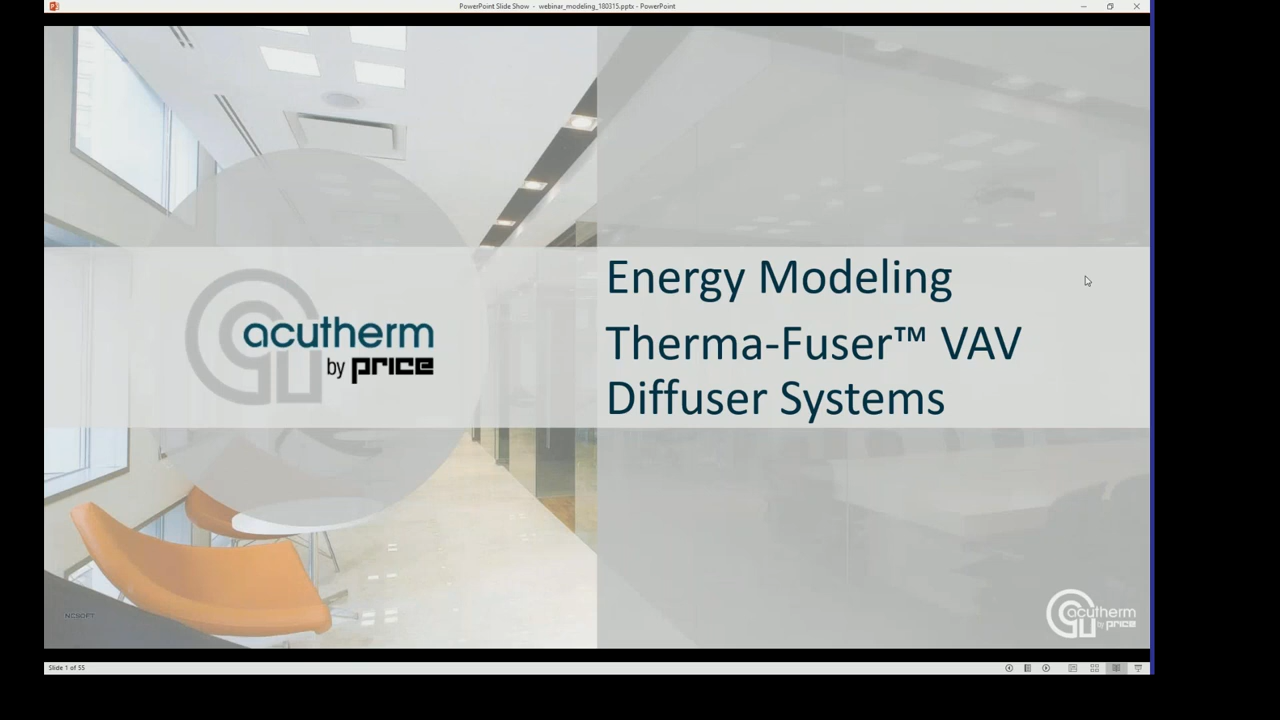 PowerPoint Slide Show - webinar_modeling_180315.pptx - PowerPoint
Energy Modeling
Therma-Fuser™ VAV
Diffuser Systems
acutherm
by price
NCSOFT
acutherm
by price
Slide 1 of 55